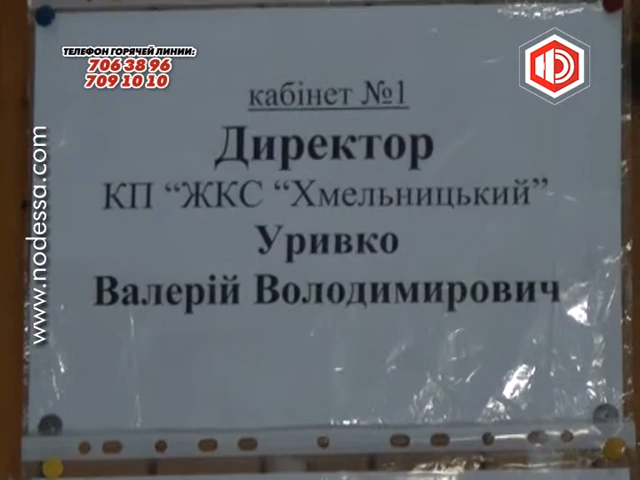 ТЕЛЕФОН ГОРЯЧЕЙ ЛИНИИ:
706 38 96
709 10 10
www.nodessa.com
кабінет №1
Директор
КП “ЖКС “Хмельницький”
Уривко
Валерій Володимирович